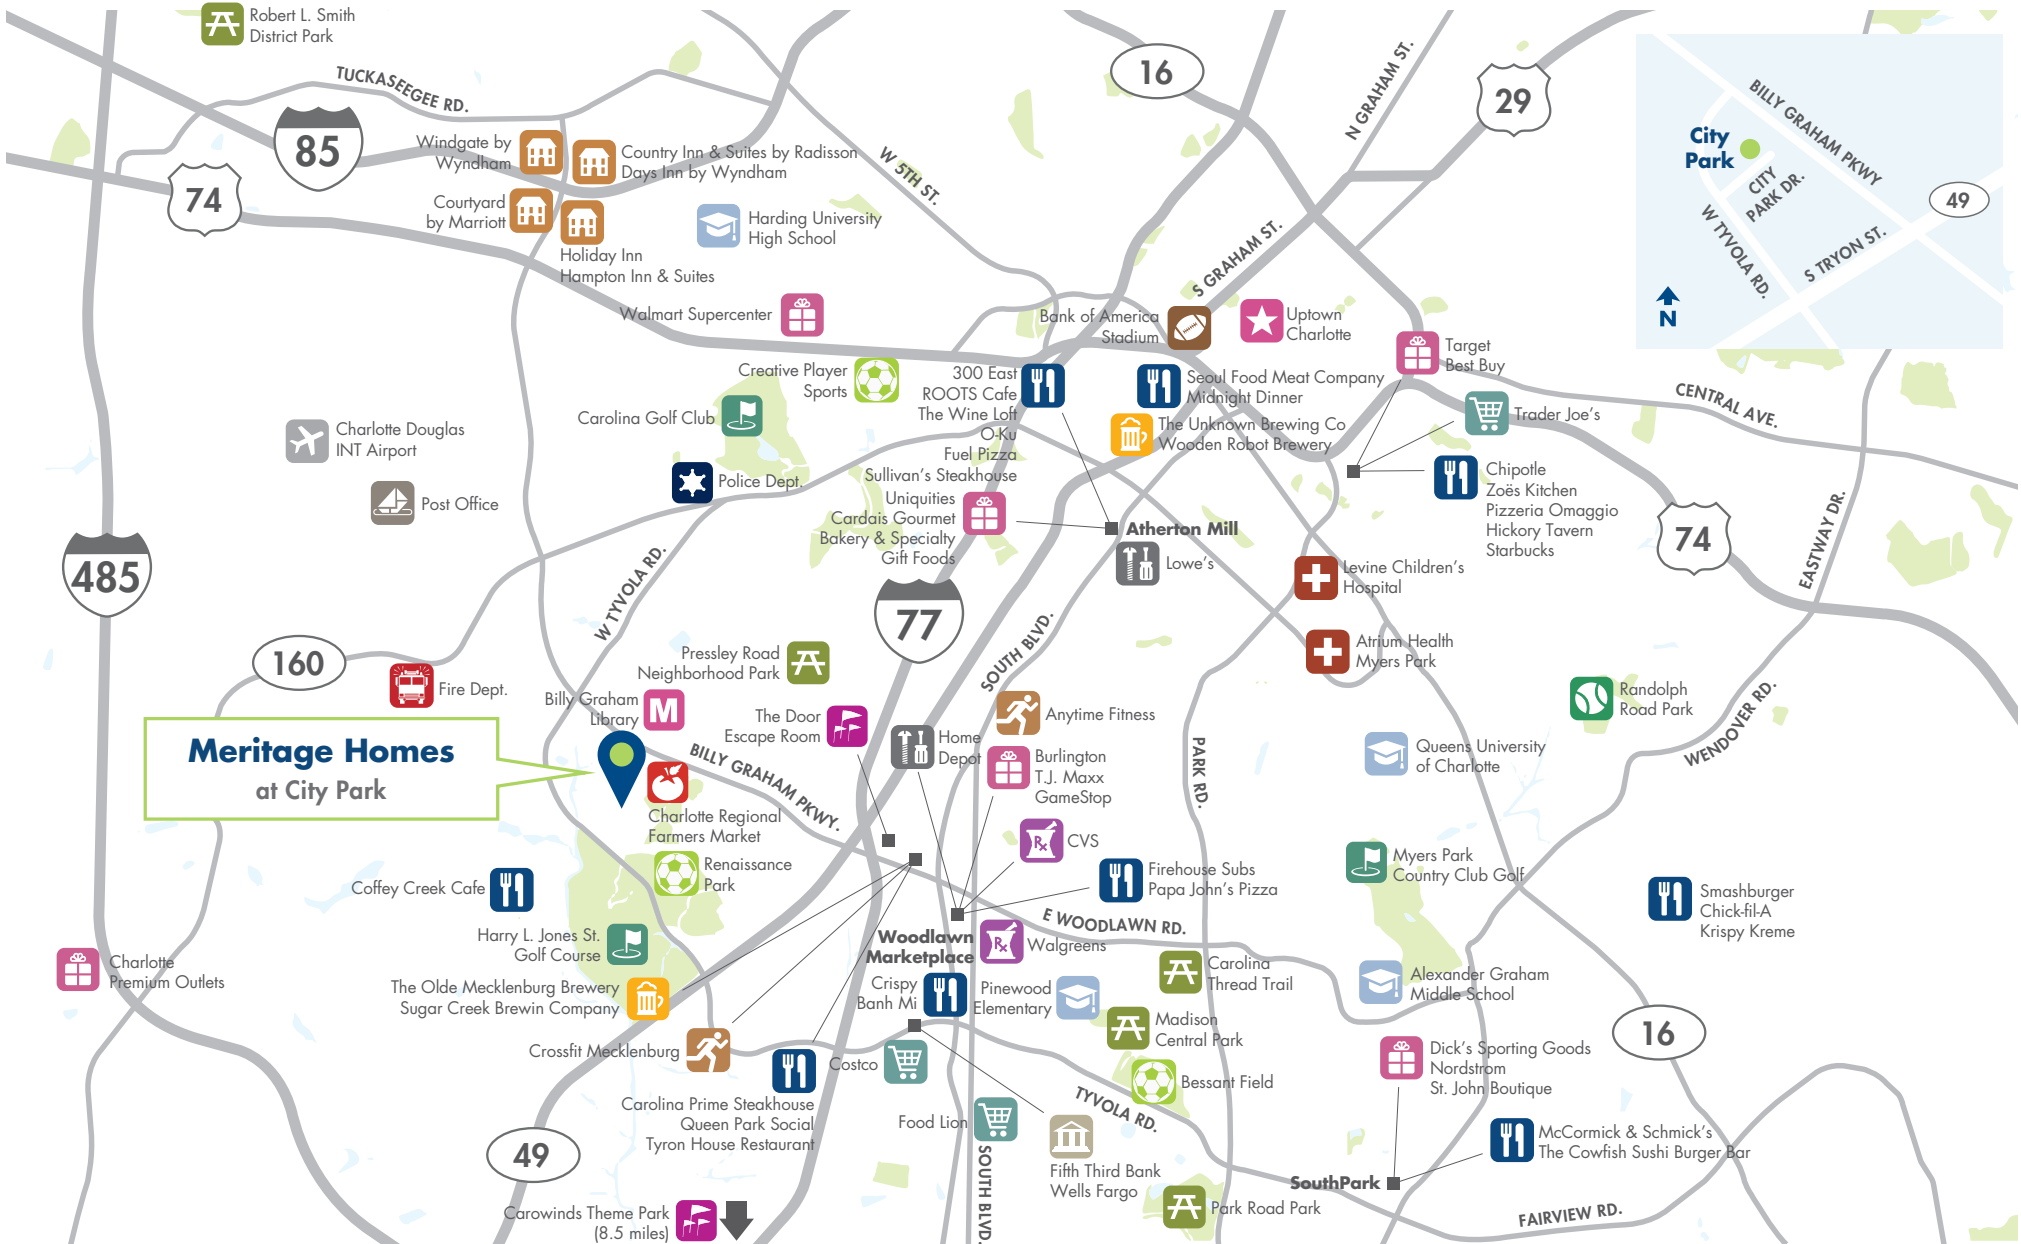 Robert L. Smith
District Park
TUCKASEEGEE RD.
85
74
Windgate by
Wyndham
Country Inn & Suites by Radisson
Days Inn by Wyndham
Courtyard
by Marriott
Holiday Inn
Hampton Inn & Suites
Harding University
High School
W 5TH ST.
16
N GRAHAM ST.
29
S GRAHAM ST.
BILLY GRAHAM PKWY
City
Park
CITY
PARK DR.
W TYVOLA RD.
S TRYON ST.
49
N
Walmart Supercenter
Bank of America
Stadium
Uptown
Charlotte
Target
Best Buy
CENTRAL AVE.
Creative Player
Sports
300 East
ROOTS Cafe
The Wine Loft
O-Ku
Fuel Pizza
Sullivan's Steakhouse
Seoul Food Meat Company
Midnight Dinner
The Unknown Brewing Co
Wooden Robot Brewery
Trader Joe's
Carolina Golf Club
Charlotte Douglas
INT Airport
Post Office
Police Dept.
Uniquities
Cardais Gourmet
Bakery & Specialty
Gift Foods
Atherton Mill
Lowe's
Chipotle
Zoës Kitchen
Pizzeria Omaggio
Hickory Tavern
Starbucks
74
EASTWAY DR.
485
W TYVOLA RD.
77
SOUTH BLVD.
Levine Children's
Hospital
Atrium Health
Myers Park
160
Fire Dept.
Pressley Road
Neighborhood Park
Billy Graham
Library
M
The Door
Escape Room
Home
Depot
Anytime Fitness
Burlington
T.J. Maxx
GameStop
PARK RD.
Randolph
Road Park
WENDOVER RD.
Queens University
of Charlotte
Meritage Homes
at City Park
BILLY GRAHAM PKWY.
Charlotte Regional
Farmers Market
Renaissance
Park
Rx
CVS
Firehouse Subs
Papa John's Pizza
Myers Park
Country Club Golf
Smashburger
Chick-fil-A
Krispy Kreme
Coffey Creek Cafe
Harry L. Jones St.
Golf Course
E WOODLAWN RD.
Woodlawn
Marketplace
Rx
Walgreens
Charlotte
Premium Outlets
The Olde Mecklenburg Brewery
Sugar Creek Brewin Company
Crispy
Banh Mi
Pinewood
Elementary
Carolina
Thread Trail
Alexander Graham
Middle School
Madison
Central Park
16
Crossfit Mecklenburg
Costco
Bessant Field
Dick's Sporting Goods
Nordstrom
St. John Boutique
Carolina Prime Steakhouse
Queen Park Social
Tyron House Restaurant
Food Lion
TYVOLA RD.
49
Fifth Third Bank
Wells Fargo
McCormick & Schmick's
The Cowfish Sushi Burger Bar
SouthPark
SOUTH BLVD.
Park Road Park
FAIRVIEW RD.
Carowinds Theme Park
(8.5 miles)